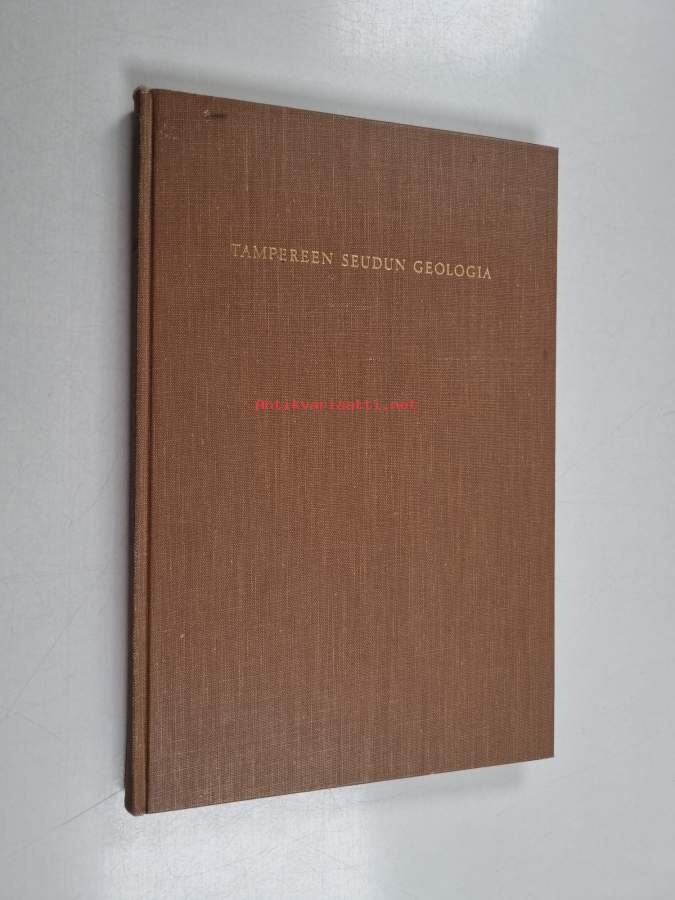 TAMPEREEN SEUDUN GEOLOGIA
Antikvariaatti.net